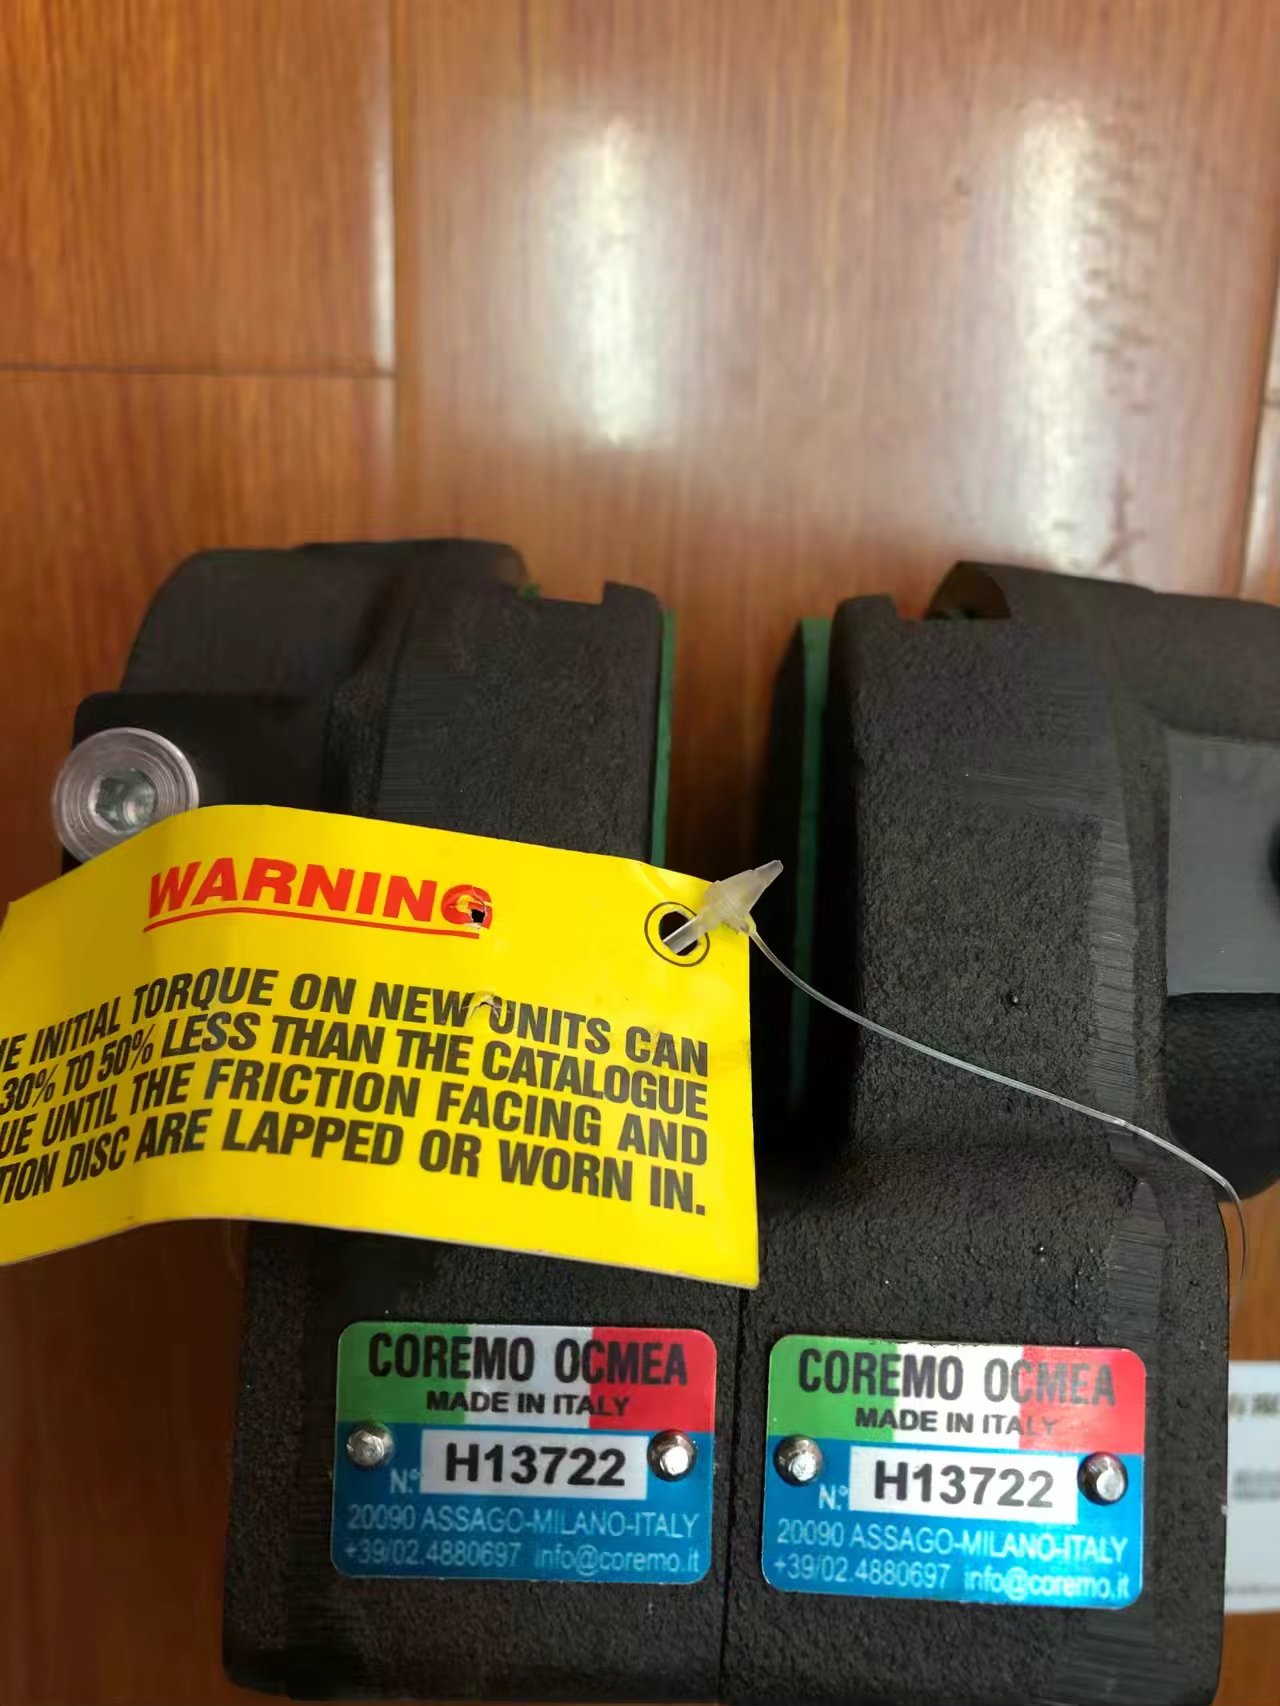 WARNING
INITIAL TORQUE ON NEW UNITS CAN
30% TO 50% LESS THAN THE CATALOGUE
UNTIL THE FRICTION FACING AND
DISC ARE LAPPED OR WORN IN.
COREMO OCMEA
MADE IN ITALY
N.° H13722
20090 ASSAGO-MILANO-ITALY
+39/02.4880697 info@coremo.it
COREMO OCMEA
MADE IN ITALY
N.° H13722
20090 ASSAGO-MILANO-ITALY
+39/02.4880697 info@coremo.it